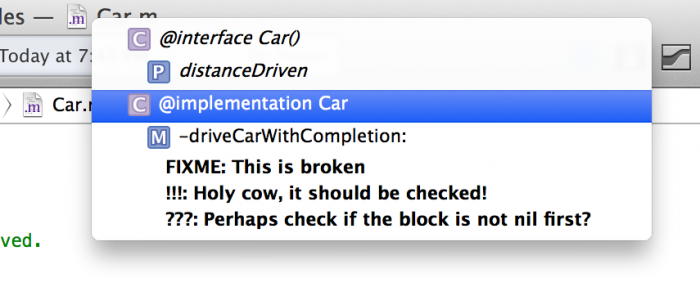 les — Car.m
@interface Car()
Today at 7:
P distanceDriven
C @implementation Car
.m Car.
M -driveCarWithCompletion:
FIXME: This is broken
!!!: Holy cow, it should be checked!
???: Perhaps check if the block is not nil first?
ved.